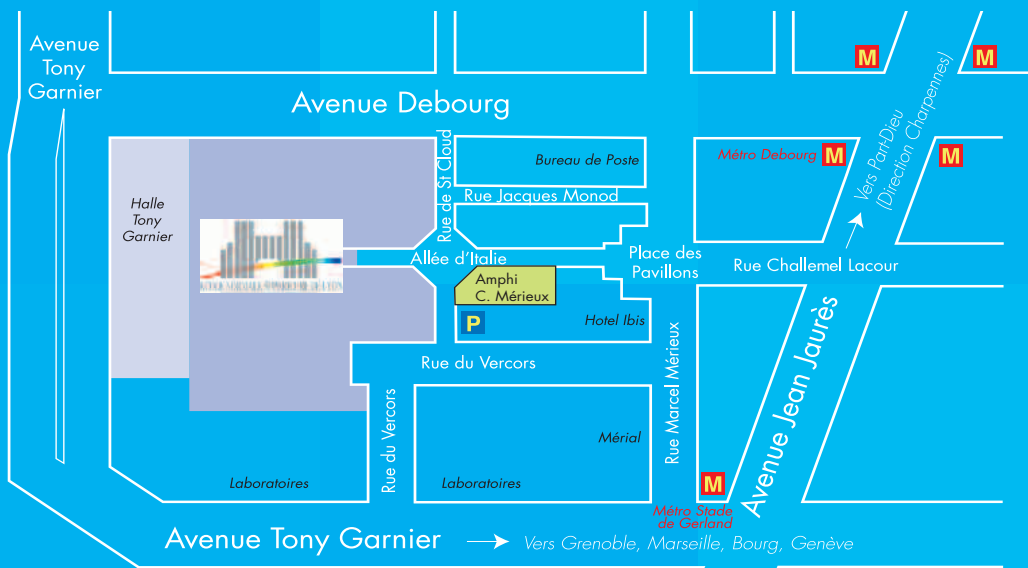 Avenue
Tony
Garnier
M
M
Avenue Debourg
Vers Part-Dieu
(Direction Charpennes)
Rue de St Cloud
Bureau de Poste
Métro Debourg
M
M
Rue Jacques Monod
Halle
Tony
Garnier
Allée d'Italie
Place des
Pavillons
Rue Challemel Lacour
Amphi
C. Mérieux
P
Hotel Ibis
Rue du Vercors
Rue Marcel Mérieux
Avenue Jean Jaurès
Rue du Vercors
Mérial
Laboratoires
Laboratoires
M
Métro Stade
de Gerland
Avenue Tony Garnier
Vers Grenoble, Marseille, Bourg, Genève